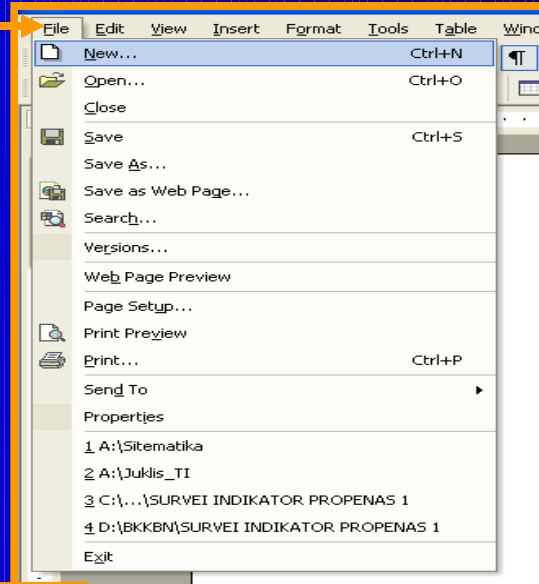 File Edit View Insert Format Tools Table
New... Ctrl+N
Open... Ctrl+O
Close
Save Ctrl+S
Save As...
Save as Web Page...
Search...
Versions...
Web Page Preview
Page Setup...
Print Preview
Print... Ctrl+P
Send To
Properties
1 A:\Sitematika
2 A:\Juklis_TI
3 C:\...\SURVEI INDIKATOR PROPENAS 1
4 D:\BKKBN\SURVEI INDIKATOR PROPENAS 1
Exit